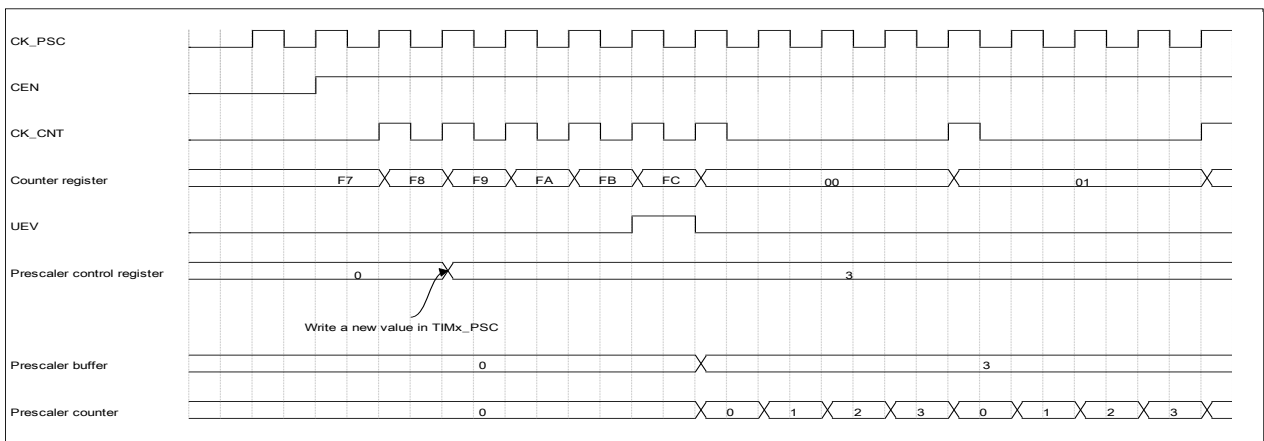 CK_PSC
CEN
CK_CNT
Counter register F7 F8 F9 FA FB FC 00 01
UEV
Prescaler control register 0 3
Write a new value in TIMx_PSC
Prescaler buffer 0 3
Prescaler counter 0 0 1 2 3 0 1 2 3